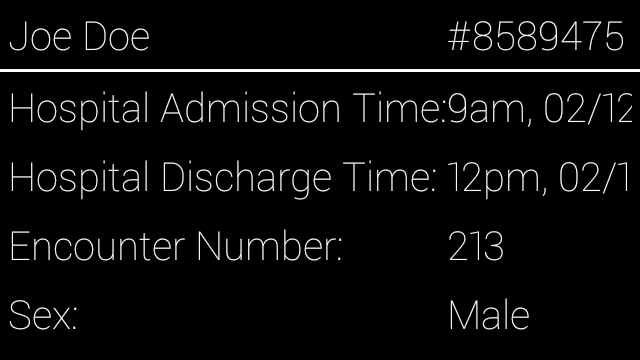 Joe Doe #8589475
Hospital Admission Time:9am, 02/12
Hospital Discharge Time: 12pm, 02/1
Encounter Number: 213
Sex: Male